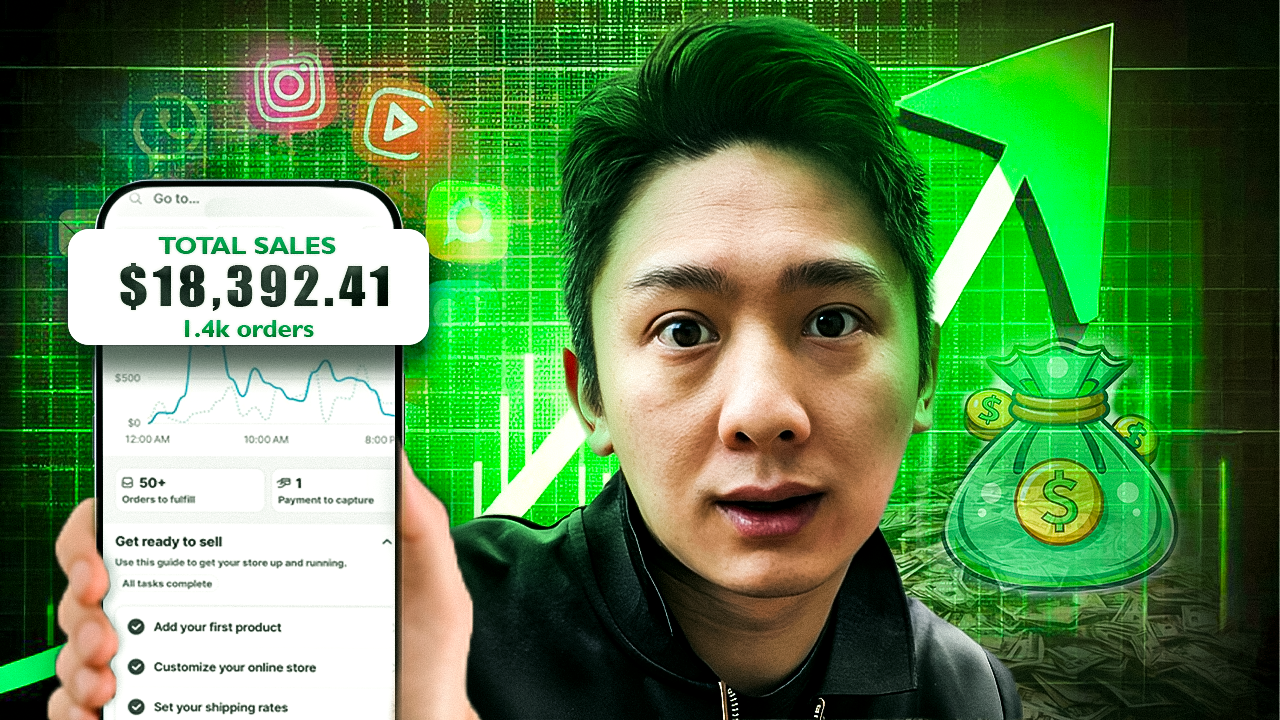 Go to...
TOTAL SALES
$18,392.41
1.4k orders
$500
$0
12:00 AM 10:00 AM 8:00 P
50+
Orders to fulfill
1
Payment to capture
Get ready to sell
Use this guide to get your store up and running.
All tasks complete
Add your first product
Customize your online store
Set your shipping rates
$
$
$